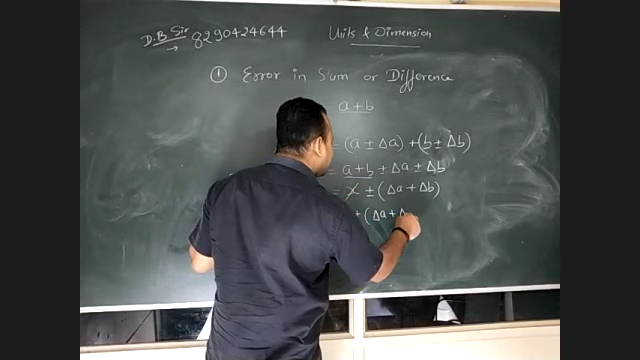 D.B Sir → 8290424644
Units & Dimension
① Error in Sum or Difference
a + b
= (a ± Δa) + (b ± Δb)
= a + b ± Δa ± Δb
= x ± (Δa + Δb)
± (Δa + Δ